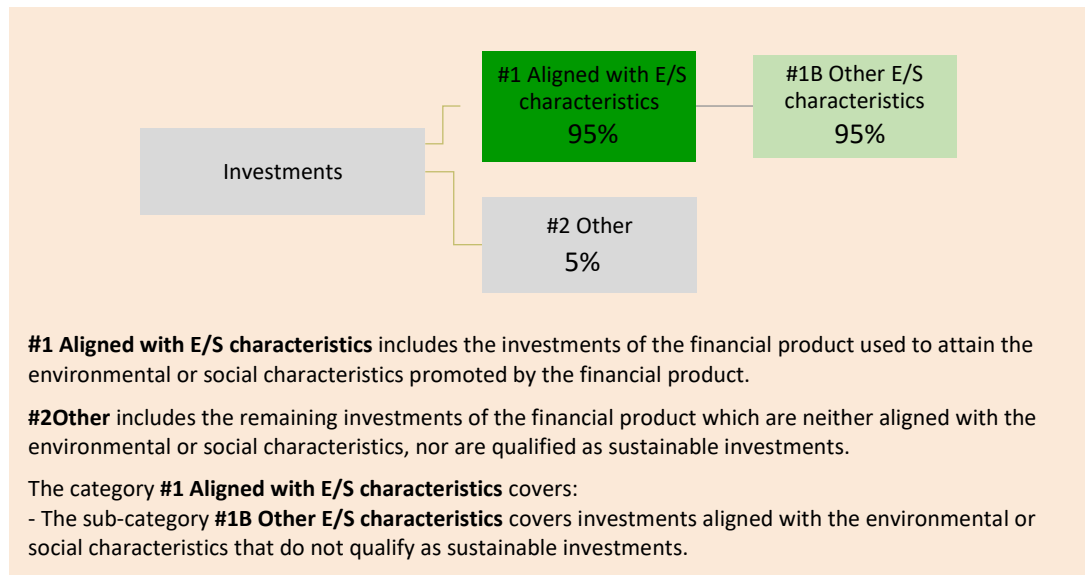 #1 Aligned with E/S
characteristics
95%
#1B Other E/S
characteristics
95%
Investments
#2 Other
5%
#1 Aligned with E/S characteristics includes the investments of the financial product used to attain the
environmental or social characteristics promoted by the financial product.
#2Other includes the remaining investments of the financial product which are neither aligned with the
environmental or social characteristics, nor are qualified as sustainable investments.
The category #1 Aligned with E/S characteristics covers:
- The sub-category #1B Other E/S characteristics covers investments aligned with the environmental or
social characteristics that do not qualify as sustainable investments.